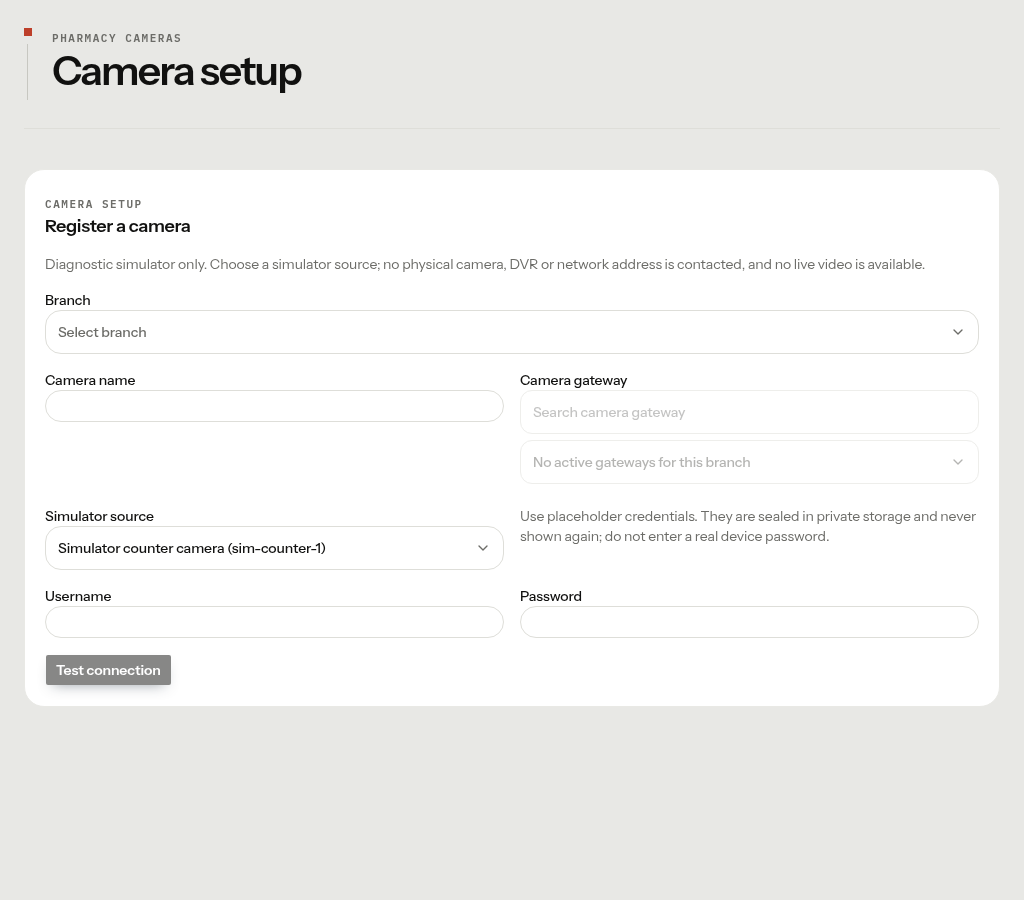 PHARMACY CAMERAS
Camera setup
CAMERA SETUP
Register a camera
Diagnostic simulator only. Choose a simulator source; no physical camera, DVR or network address is contacted, and no live video is available.
Branch
Select branch
Camera name
Camera gateway
Search camera gateway
No active gateways for this branch
Simulator source
Simulator counter camera (sim-counter-1)
Use placeholder credentials. They are sealed in private storage and never
shown again; do not enter a real device password.
Username
Password
Test connection